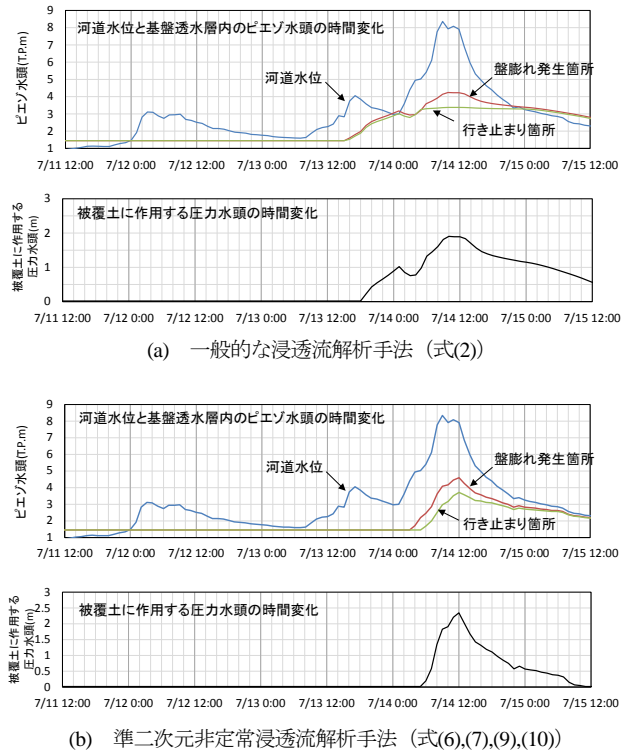 河道水位と基盤透水層内のピエゾ水頭の時間変化
ピエゾ水頭(T.P.m)
9
8
7
6
5
4
3
2
1
河道水位
盤膨れ発生箇所
行き止まり箇所
7/11 12:00 7/12 0:00 7/12 12:00 7/13 0:00 7/13 12:00 7/14 0:00 7/14 12:00 7/15 0:00 7/15 12:00
被覆土に作用する圧力水頭の時間変化
被覆土に作用する
圧力水頭(m)
3
2
1
0
7/11 12:00 7/12 0:00 7/12 12:00 7/13 0:00 7/13 12:00 7/14 0:00 7/14 12:00 7/15 0:00 7/15 12:00
(a) 一般的な浸透流解析手法（式(2)）
河道水位と基盤透水層内のピエゾ水頭の時間変化
ピエゾ水頭(T.P.m)
9
8
7
6
5
4
3
2
1
河道水位
盤膨れ発生箇所
行き止まり箇所
7/11 12:00 7/12 0:00 7/12 12:00 7/13 0:00 7/13 12:00 7/14 0:00 7/14 12:00 7/15 0:00 7/15 12:00
被覆土に作用する圧力水頭の時間変化
被覆土に作用する
圧力水頭(m)
2.5
2
1.5
1
0.5
0
7/11 12:00 7/12 0:00 7/12 12:00 7/13 0:00 7/13 12:00 7/14 0:00 7/14 12:00 7/15 0:00 7/15 12:00
(b) 準二次元非定常浸透流解析手法（式(6),(7),(9),(10)）